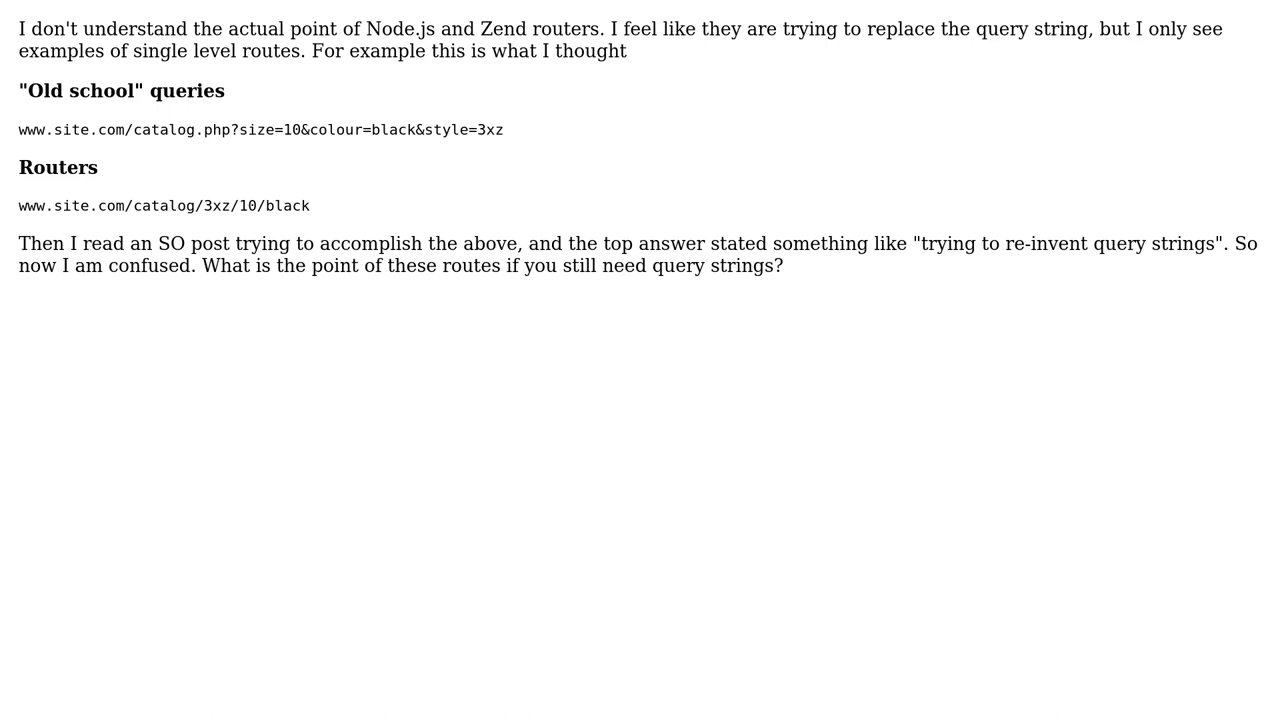 I don't understand the actual point of Node.js and Zend routers. I feel like they are trying to replace the query string, but I only see
examples of single level routes. For example this is what I thought
"Old school" queries
www.site.com/catalog.php?size=10&colour=black&style=3xz
Routers
www.site.com/catalog/3xz/10/black
Then I read an SO post trying to accomplish the above, and the top answer stated something like "trying to re-invent query strings". So
now I am confused. What is the point of these routes if you still need query strings?